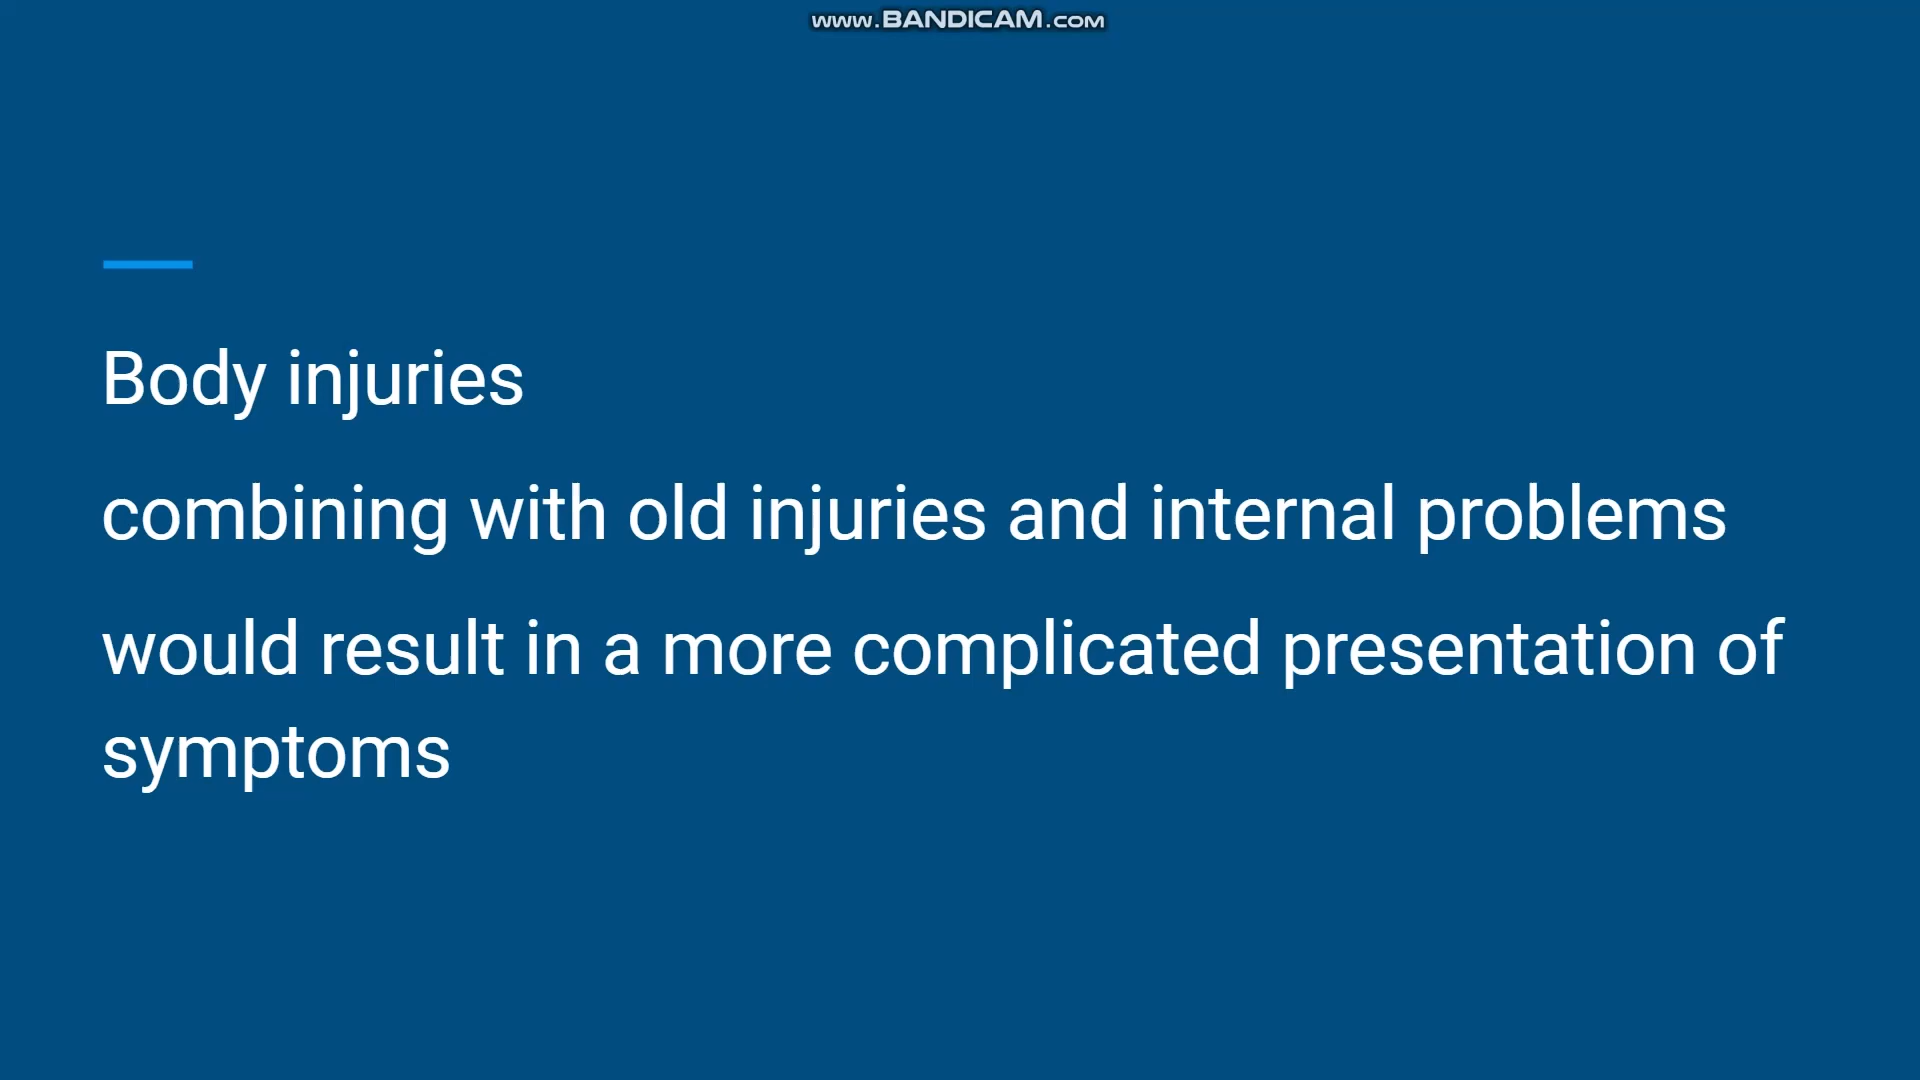 www.BANDICAM.com
Body injuries
combining with old injuries and internal problems
would result in a more complicated presentation of
symptoms